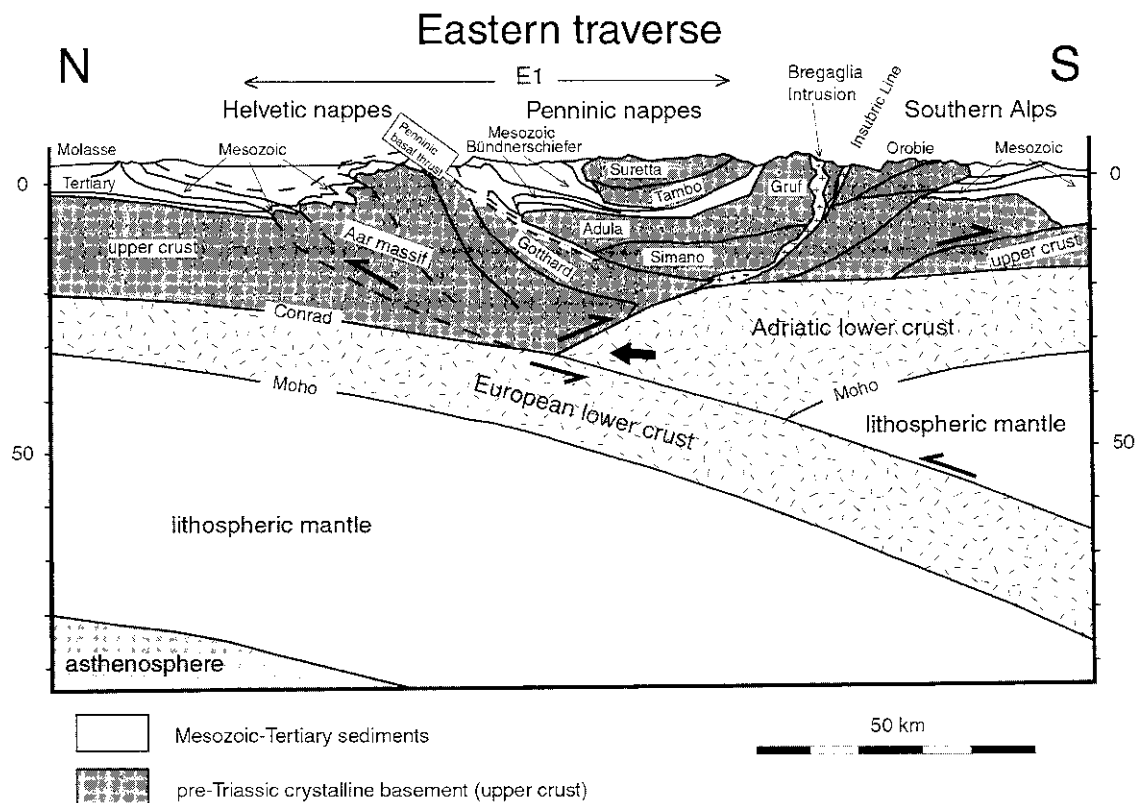 Eastern traverse
N
S
E1
Helvetic nappes
Penninic nappes
Bregaglia
Intrusion
Insubric Line
Southern Alps
Molasse
Mesozoic
Penninic
basal thrust
Mesozoic
Bündnerschiefer
Orobie
Mesozoic
0
0
Tertiary
Suretta
Tambo
Gruf
upper crust
Aar massif
Gotthard
Adula
Simano
upper crust
Conrad
Adriatic lower crust
Moho
European lower crust
Moho
lithospheric mantle
50
50
lithospheric mantle
asthenosphere
Mesozoic-Tertiary sediments
50 km
pre-Triassic crystalline basement (upper crust)